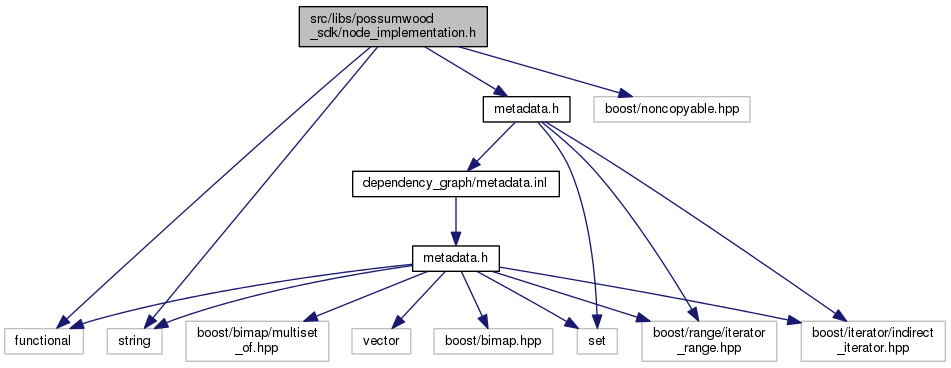 src/libs/possumwood
_sdk/node_implementation.h
metadata.h
boost/noncopyable.hpp
dependency_graph/metadata.inl
metadata.h
functional
string
boost/bimap/multiset
_of.hpp
vector
boost/bimap.hpp
set
boost/range/iterator
_range.hpp
boost/iterator/indirect
_iterator.hpp